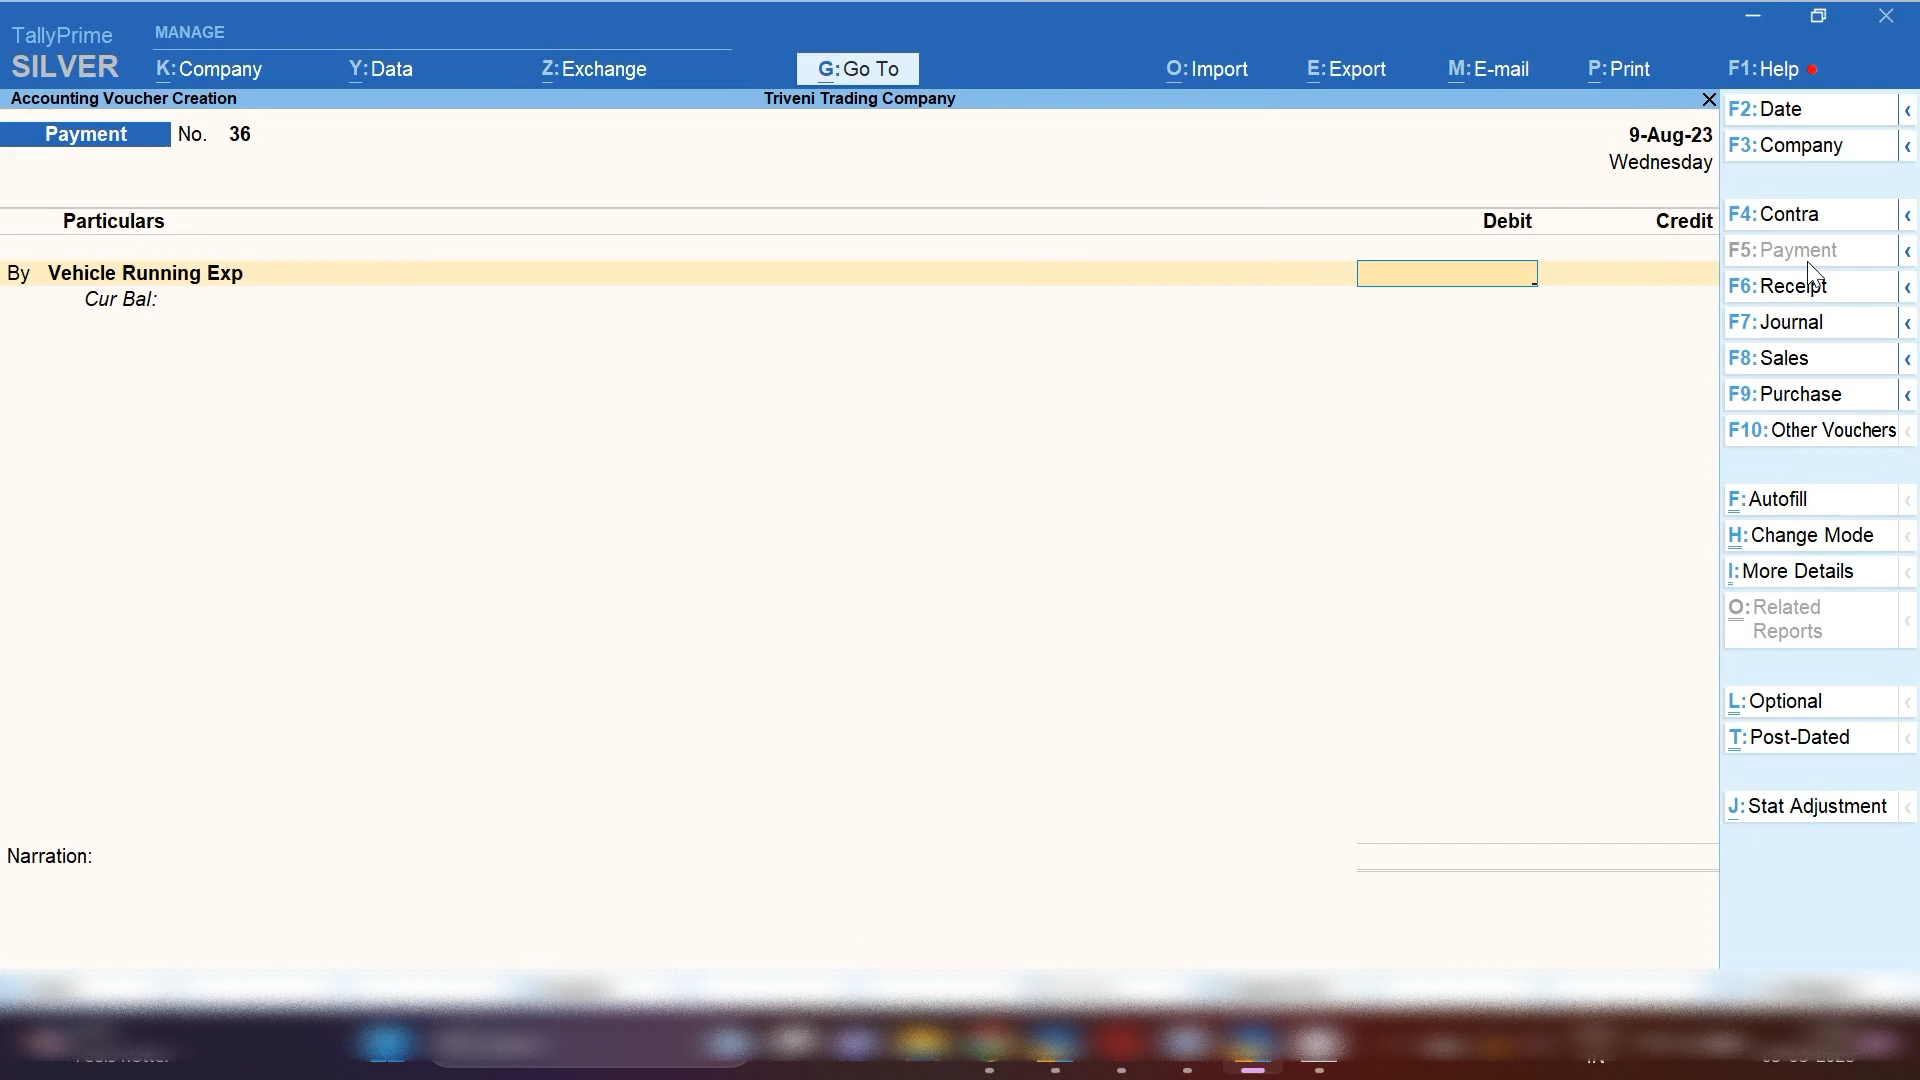 TallyPrime
SILVER
MANAGE
K:Company Y:Data Z:Exchange G:Go To O:Import E:Export M:E-mail P:Print F1:Help
Accounting Voucher Creation Triveni Trading Company
Payment No. 36 9-Aug-23
Wednesday
Particulars Debit Credit
By Vehicle Running Exp
Cur Bal:
Narration:
F2:Date
F3:Company
F4:Contra
F5:Payment
F6:Receipt
F7:Journal
F8:Sales
F9:Purchase
F10:Other Vouchers
F:Autofill
H:Change Mode
I:More Details
O:Related
Reports
L:Optional
T:Post-Dated
J:Stat Adjustment